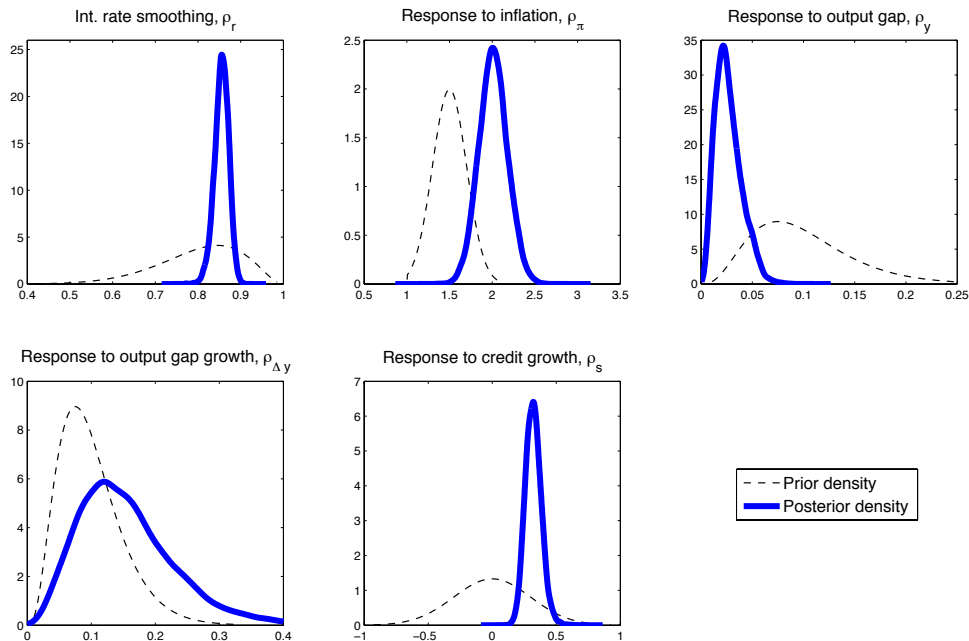 Int. rate smoothing, ρ_r
25
20
15
10
5
0
0.4 0.5 0.6 0.7 0.8 0.9 1
Response to inflation, ρ_π
2.5
2
1.5
1
0.5
0
0.5 1 1.5 2 2.5 3 3.5
Response to output gap, ρ_y
35
30
25
20
15
10
5
0
0 0.05 0.1 0.15 0.2 0.25
Response to output gap growth, ρ_Δ y
10
8
6
4
2
0
0 0.1 0.2 0.3 0.4
Response to credit growth, ρ_s
7
6
5
4
3
2
1
0
−1 −0.5 0 0.5 1
Prior density
Posterior density